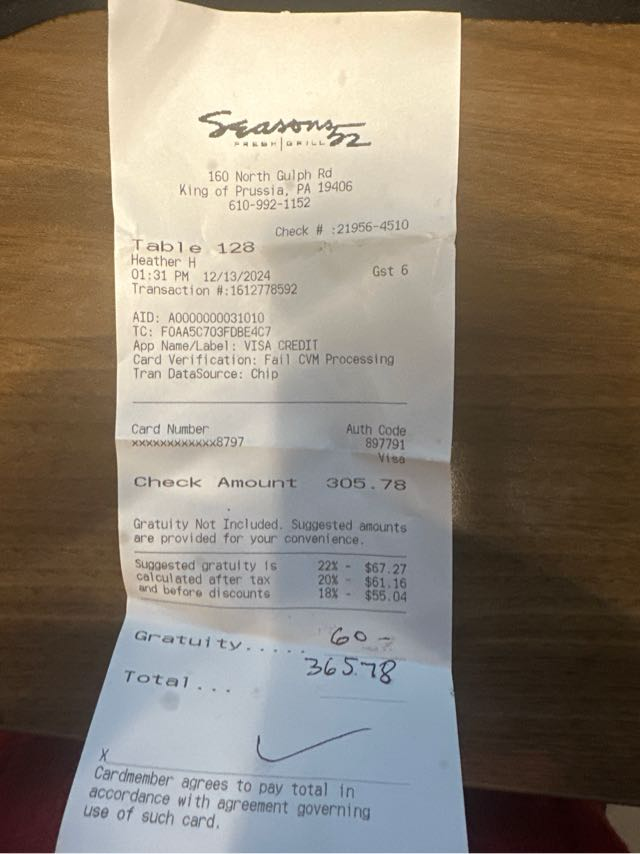 Seasons 52
FRESH | GRILL
160 North Gulph Rd
King of Prussia, PA 19406
610-992-1152
Check # :21956-4510
Table 128
Heather H
01:31 PM 12/13/2024 Gst 6
Transaction #:1612778592
AID: A0000000031010
TC: F0AA5C703FDBE4C7
App Name/Label: VISA CREDIT
Card Verification: Fail CVM Processing
Tran DataSource: Chip
Card Number Auth Code
xxxxxxxxxxxx8797 897791
Visa
Check Amount 305.78
Gratuity Not Included. Suggested amounts
are provided for your convenience.
Suggested gratuity is 22% - $67.27
calculated after tax 20% - $61.16
and before discounts 18% - $55.04
Gratuity..... 60 -
365.78
Total...
X
Cardmember agrees to pay total in
accordance with agreement governing
use of such card.